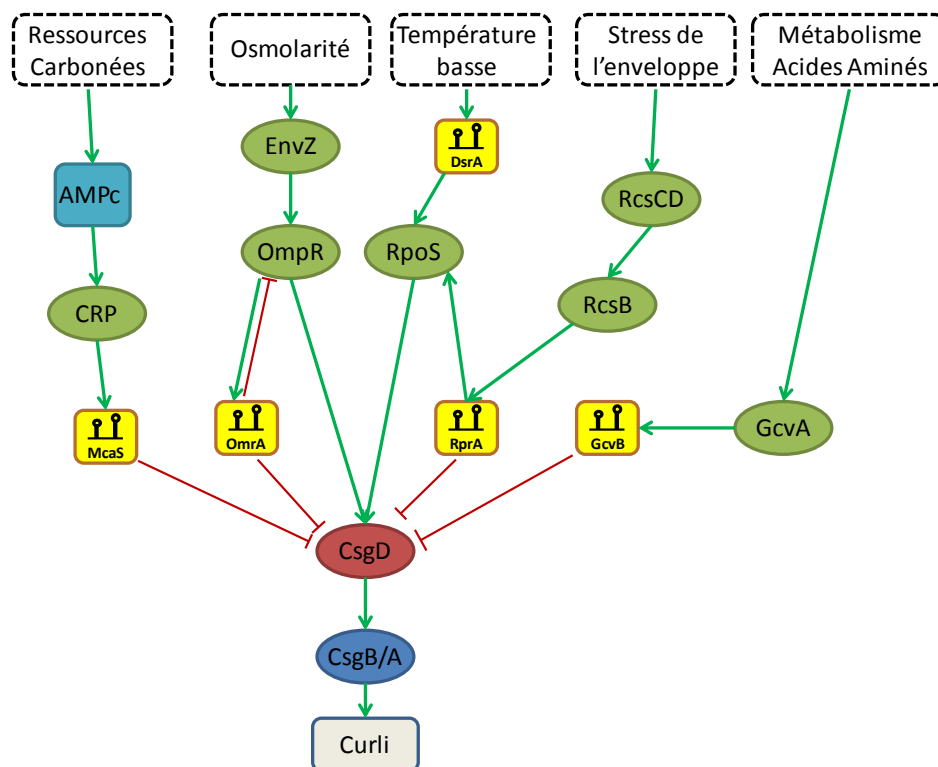 Ressources
Carbonées
Osmolarité
Température
basse
Stress de
l'enveloppe
Métabolisme
Acides Aminés
EnvZ
DsrA
AMPc
RcsCD
OmpR
RpoS
CRP
RcsB
McaS
OmrA
RprA
GcvB
GcvA
CsgD
CsgB/A
Curli